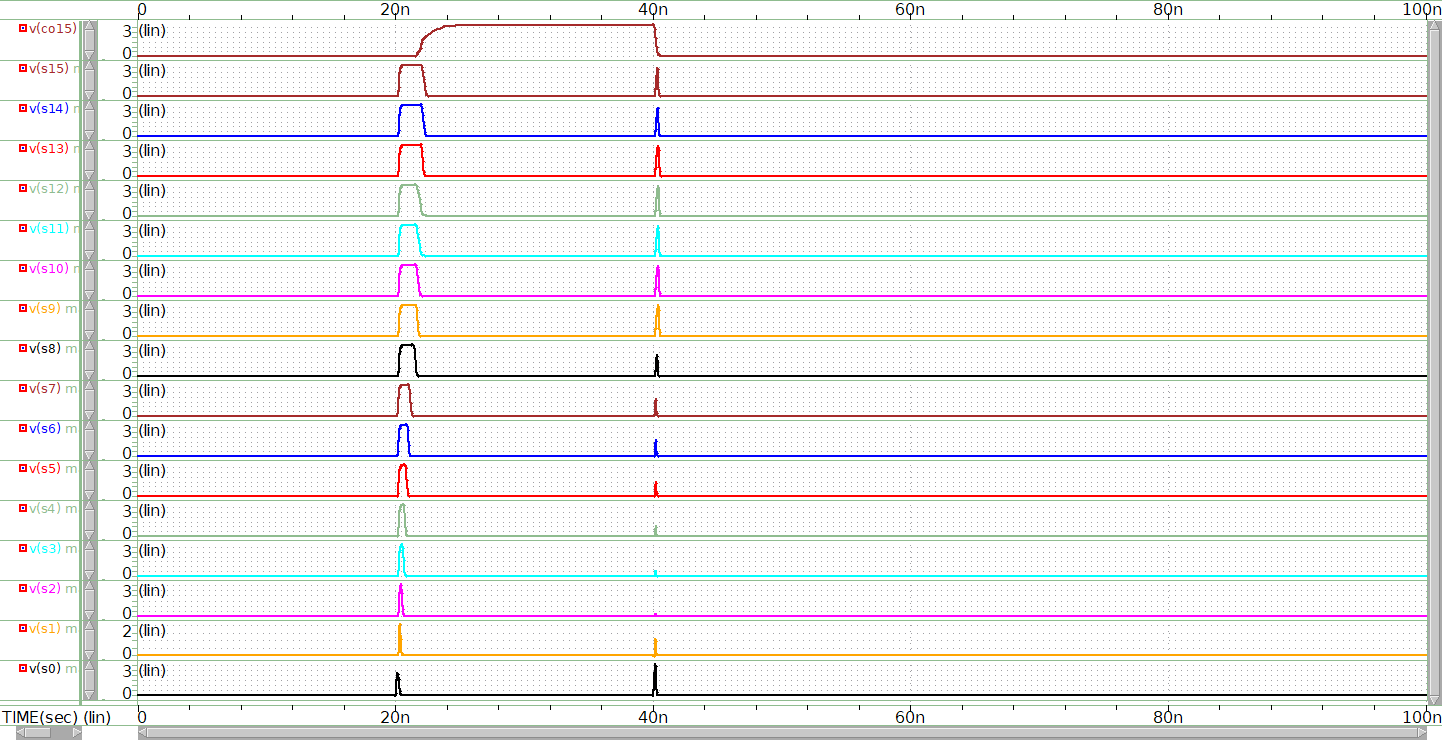 0 20n 40n 60n 80n 100n
v(co15) 3 (lin)
0
v(s15) 3 (lin)
0
v(s14) 3 (lin)
0
v(s13) 3 (lin)
0
v(s12) 3 (lin)
0
v(s11) 3 (lin)
0
v(s10) 3 (lin)
0
v(s9) m 3 (lin)
0
v(s8) m 3 (lin)
0
v(s7) m 3 (lin)
0
v(s6) m 3 (lin)
0
v(s5) m 3 (lin)
0
v(s4) m 3 (lin)
0
v(s3) m 3 (lin)
0
v(s2) m 3 (lin)
0
v(s1) m 2 (lin)
0
v(s0) m 3 (lin)
0
TIME(sec) (lin) 0 20n 40n 60n 80n 100n